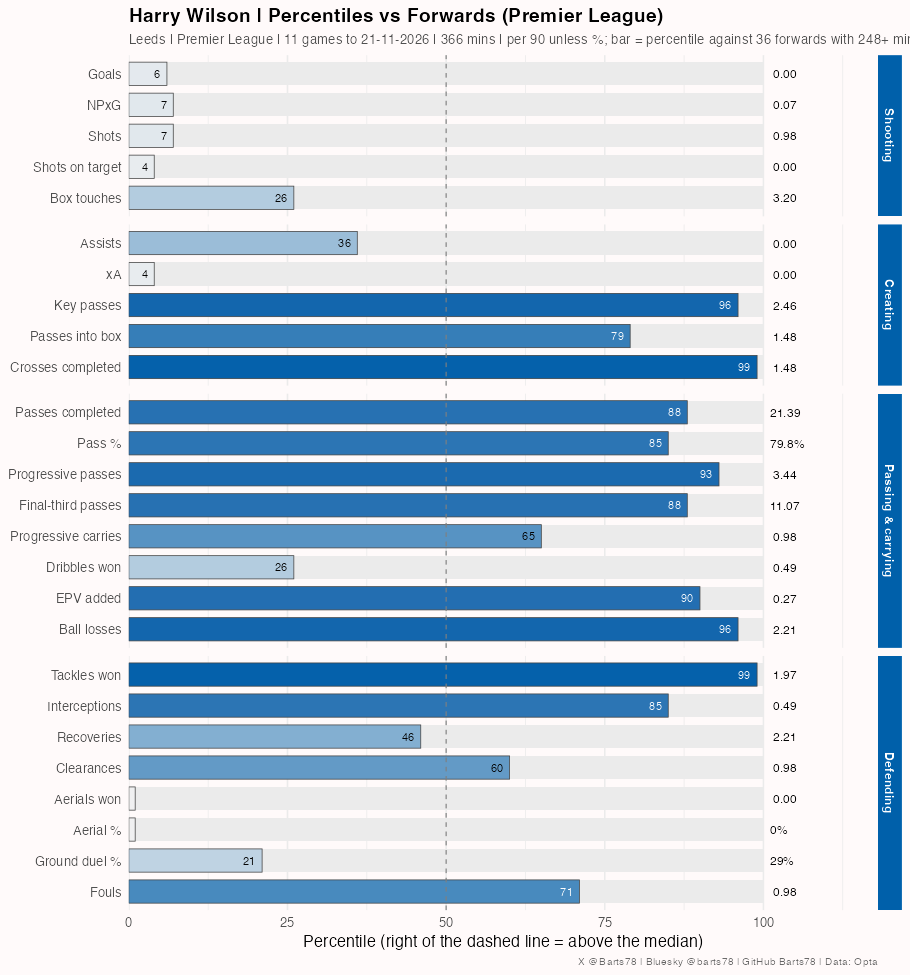 Harry Wilson | Percentiles vs Forwards (Premier League)
Leeds | Premier League | 11 games to 21-11-2026 | 366 mins | per 90 unless %; bar = percentile against 36 forwards with 248+
Goals 6 0.00
NPxG 7 0.07
Shots 7 0.98
Shots on target 4 0.00
Box touches 26 3.20
Shooting
Assists 36 0.00
xA 4 0.00
Key passes 96 2.46
Passes into box 79 1.48
Crosses completed 99 1.48
Creating
Passes completed 88 21.39
Pass % 85 79.8%
Progressive passes 93 3.44
Final-third passes 88 11.07
Progressive carries 65 0.98
Dribbles won 26 0.49
EPV added 90 0.27
Ball losses 96 2.21
Passing & carrying
Tackles won 99 1.97
Interceptions 85 0.49
Recoveries 46 2.21
Clearances 60 0.98
Aerials won 0.00
Aerial % 0%
Ground duel % 21 29%
Fouls 71 0.98
Defending
0 25 50 75 100
Percentile (right of the dashed line = above the median)
X @Barts78 | Bluesky @barts78 | GitHub Barts78 | Data: Opta